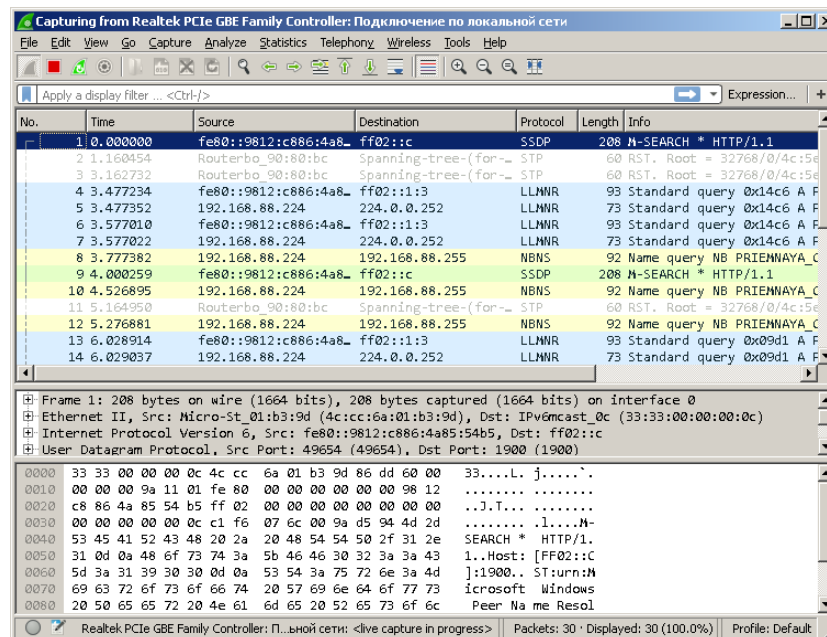 Capturing from Realtek PCIe GBE Family Controller: Подключение по локальной сети
File Edit View Go Capture Analyze Statistics Telephony Wireless Tools Help
Apply a display filter ... <Ctrl-/> Expression... +
No. Time Source Destination Protocol Length Info
1 0.000000 fe80::9812:c886:4a8… ff02::c SSDP 208 M-SEARCH * HTTP/1.1
2 1.160454 Routerbo_90:80:bc Spanning-tree-(for-… STP 60 RST. Root = 32768/0/4c:5e
3 3.162732 Routerbo_90:80:bc Spanning-tree-(for-… STP 60 RST. Root = 32768/0/4c:5e
4 3.477234 fe80::9812:c886:4a8… ff02::1:3 LLMNR 93 Standard query 0x14c6 A P
5 3.477352 192.168.88.224 224.0.0.252 LLMNR 73 Standard query 0x14c6 A P
6 3.577010 fe80::9812:c886:4a8… ff02::1:3 LLMNR 93 Standard query 0x14c6 A P
7 3.577022 192.168.88.224 224.0.0.252 LLMNR 73 Standard query 0x14c6 A P
8 3.777382 192.168.88.224 192.168.88.255 NBNS 92 Name query NB PRIEMNAYA_C
9 4.000259 fe80::9812:c886:4a8… ff02::c SSDP 208 M-SEARCH * HTTP/1.1
10 4.526895 192.168.88.224 192.168.88.255 NBNS 92 Name query NB PRIEMNAYA_C
11 5.164950 Routerbo_90:80:bc Spanning-tree-(for-… STP 60 RST. Root = 32768/0/4c:5e
12 5.276881 192.168.88.224 192.168.88.255 NBNS 92 Name query NB PRIEMNAYA_C
13 6.028914 fe80::9812:c886:4a8… ff02::1:3 LLMNR 93 Standard query 0x09d1 A P
14 6.029037 192.168.88.224 224.0.0.252 LLMNR 73 Standard query 0x09d1 A P
Frame 1: 208 bytes on wire (1664 bits), 208 bytes captured (1664 bits) on interface 0
Ethernet II, Src: Micro-St_01:b3:9d (4c:cc:6a:01:b3:9d), Dst: IPv6mcast_0c (33:33:00:00:00:0c)
Internet Protocol Version 6, Src: fe80::9812:c886:4a85:54b5, Dst: ff02::c
User Datagram Protocol, Src Port: 49654 (49654), Dst Port: 1900 (1900)
0000 33 33 00 00 00 0c 4c cc 6a 01 b3 9d 86 dd 60 00 33....L. j.....`.
0010 00 00 00 9a 11 01 fe 80 00 00 00 00 00 00 98 12 ........ ........
0020 c8 86 4a 85 54 b5 ff 02 00 00 00 00 00 00 00 00 ..J.T... ........
0030 00 00 00 00 00 0c c1 f6 07 6c 00 9a d5 94 4d 2d ........ .l....M-
0040 53 45 41 52 43 48 20 2a 20 48 54 54 50 2f 31 2e SEARCH * HTTP/1.
0050 31 0d 0a 48 6f 73 74 3a 5b 46 46 30 32 3a 3a 43 1..Host: [FF02::C
0060 5d 3a 31 39 30 30 0d 0a 53 54 3a 75 72 6e 3a 4d ]:1900.. ST:urn:M
0070 69 63 72 6f 73 6f 66 74 20 57 69 6e 64 6f 77 73 icrosoft Windows
0080 20 50 65 65 72 20 4e 61 6d 65 20 52 65 73 6f 6c Peer Na me Resol
Realtek PCIe GBE Family Controller: П...ьной сети: <live capture in progress> Packets: 30 · Displayed: 30 (100.0%) Profile: Default